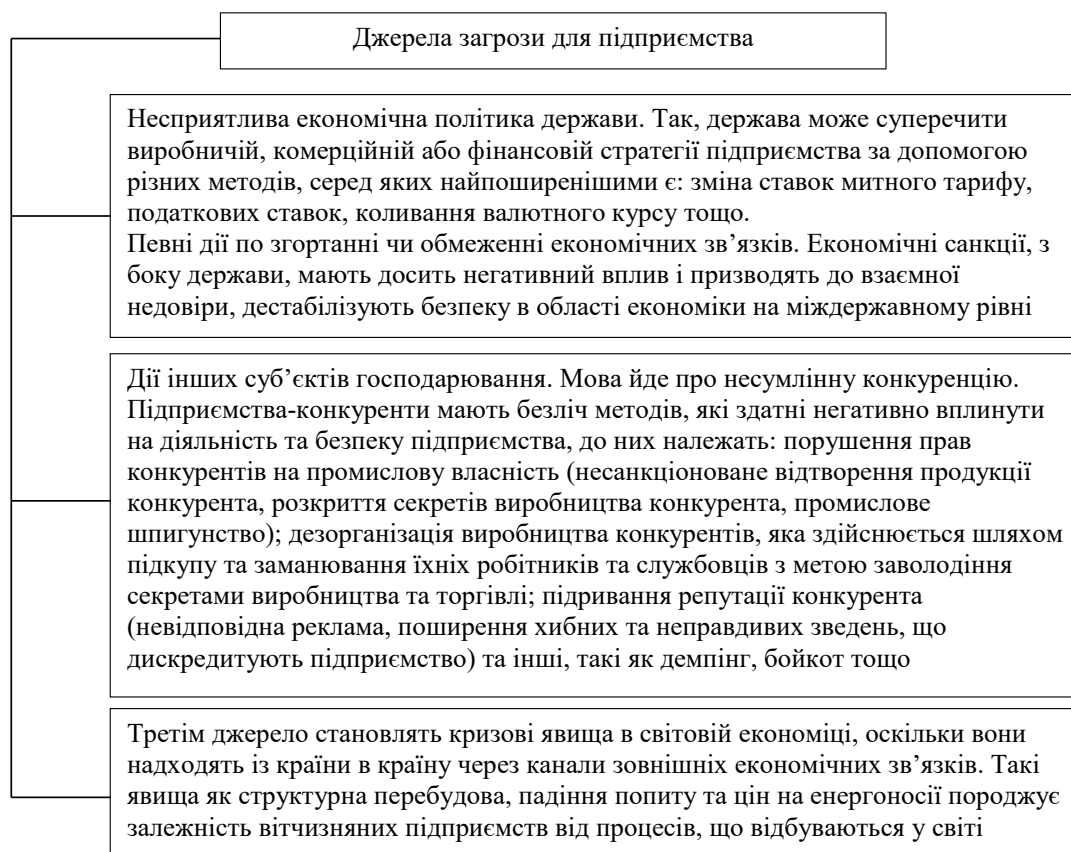 Джерела загрози для підприємства
Несприятлива економічна політика держави. Так, держава може суперечити
виробничій, комерційній або фінансовій стратегії підприємства за допомогою
різних методів, серед яких найпоширенішими є: зміна ставок митного тарифу,
податкових ставок, коливання валютного курсу тощо.
Певні дії по згортанні чи обмеженні економічних зв’язків. Економічні санкції, з
боку держави, мають досить негативний вплив і призводять до взаємної
недовіри, дестабілізують безпеку в області економіки на міждержавному рівні
Дії інших суб’єктів господарювання. Мова йде про несумлінну конкуренцію.
Підприємства-конкуренти мають безліч методів, які здатні негативно вплинути
на діяльність та безпеку підприємства, до них належать: порушення прав
конкурентів на промислову власність (несанкціоноване відтворення продукції
конкурента, розкриття секретів виробництва конкурента, промислове
шпигунство); дезорганізація виробництва конкурентів, яка здійснюється шляхом
підкупу та заманювання їхніх робітників та службовців з метою заволодіння
секретами виробництва та торгівлі; підривання репутації конкурента
(невідповідна реклама, поширення хибних та неправдивих зведень, що
дискредитують підприємство) та інші, такі як демпінг, бойкот тощо
Третім джерело становлять кризові явища в світовій економіці, оскільки вони
надходять із країни в країну через канали зовнішніх економічних зв’язків. Такі
явища як структурна перебудова, падіння попиту та цін на енергоносії породжує
залежність вітчизняних підприємств від процесів, що відбуваються у світі